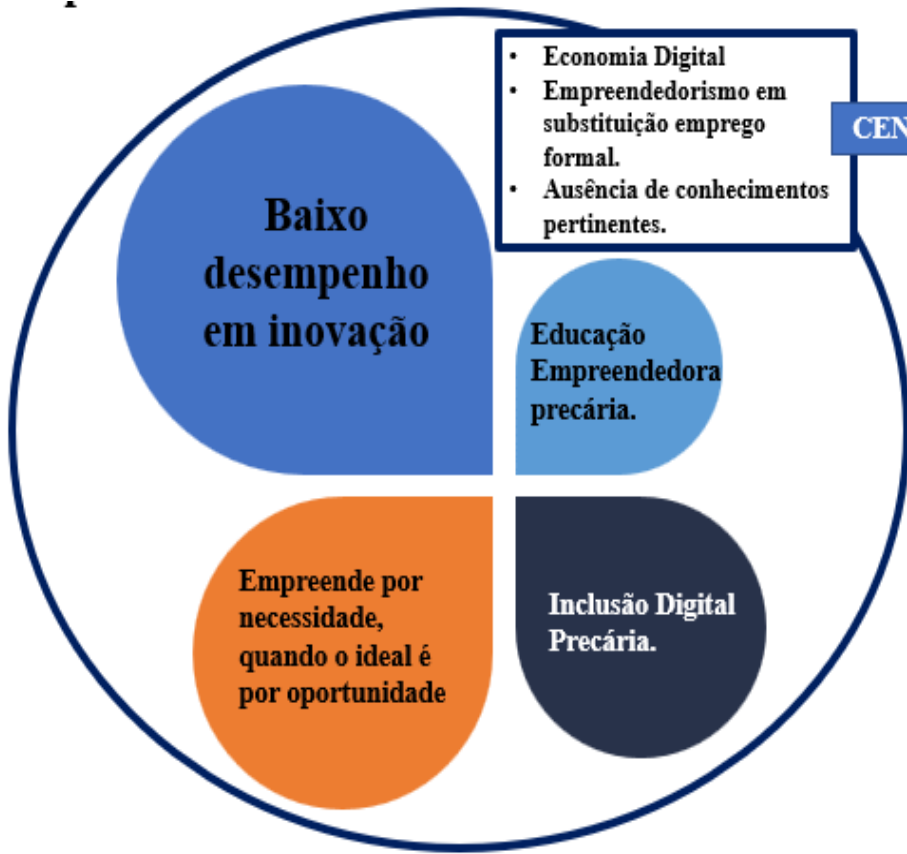 • Economia Digital
• Empreendedorismo em
substituição emprego
formal.
• Ausência de conhecimentos
pertinentes.
CEN
Baixo
desempenho
em inovação
Educação
Empreendedora
precária.
Empreende por
necessidade,
quando o ideal é
por oportunidade
Inclusão Digital
Precária.